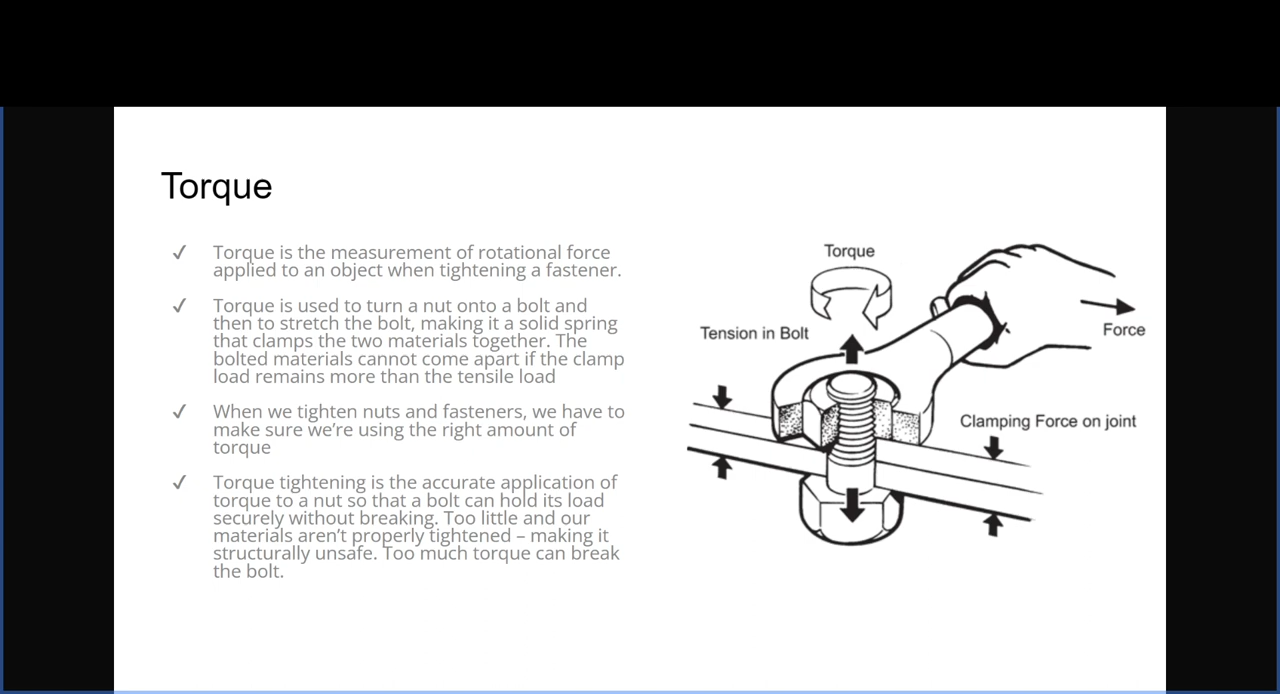 Torque
✓ Torque is the measurement of rotational force
applied to an object when tightening a fastener.
✓ Torque is used to turn a nut onto a bolt and
then to stretch the bolt, making it a solid spring
that clamps the two materials together. The
bolted materials cannot come apart if the clamp
load remains more than the tensile load
✓ When we tighten nuts and fasteners, we have to
make sure we’re using the right amount of
torque
✓ Torque tightening is the accurate application of
torque to a nut so that a bolt can hold its load
securely without breaking. Too little and our
materials aren’t properly tightened – making it
structurally unsafe. Too much torque can break
the bolt.
Torque
Tension in Bolt
Force
Clamping Force on joint